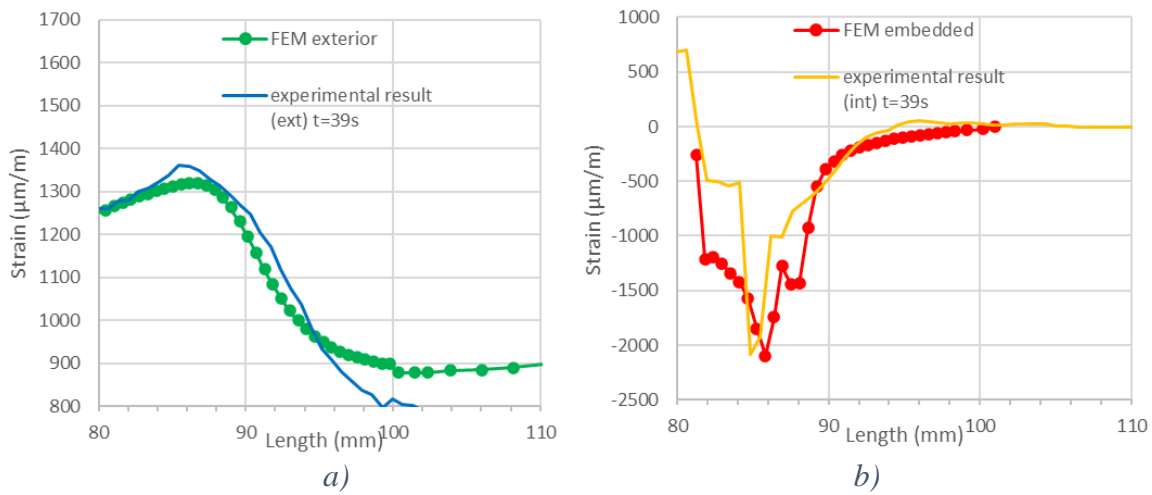 1700
1600
1500
1400
1300
1200
1100
1000
900
800
Strain (µm/m)
FEM exterior
experimental result
(ext) t=39s
80
90
100
110
Length (mm)
a)
1000
500
0
-500
-1000
-1500
-2000
-2500
Strain (µm/m)
FEM embedded
experimental result
(int) t=39s
80
90
100
110
Length (mm)
b)